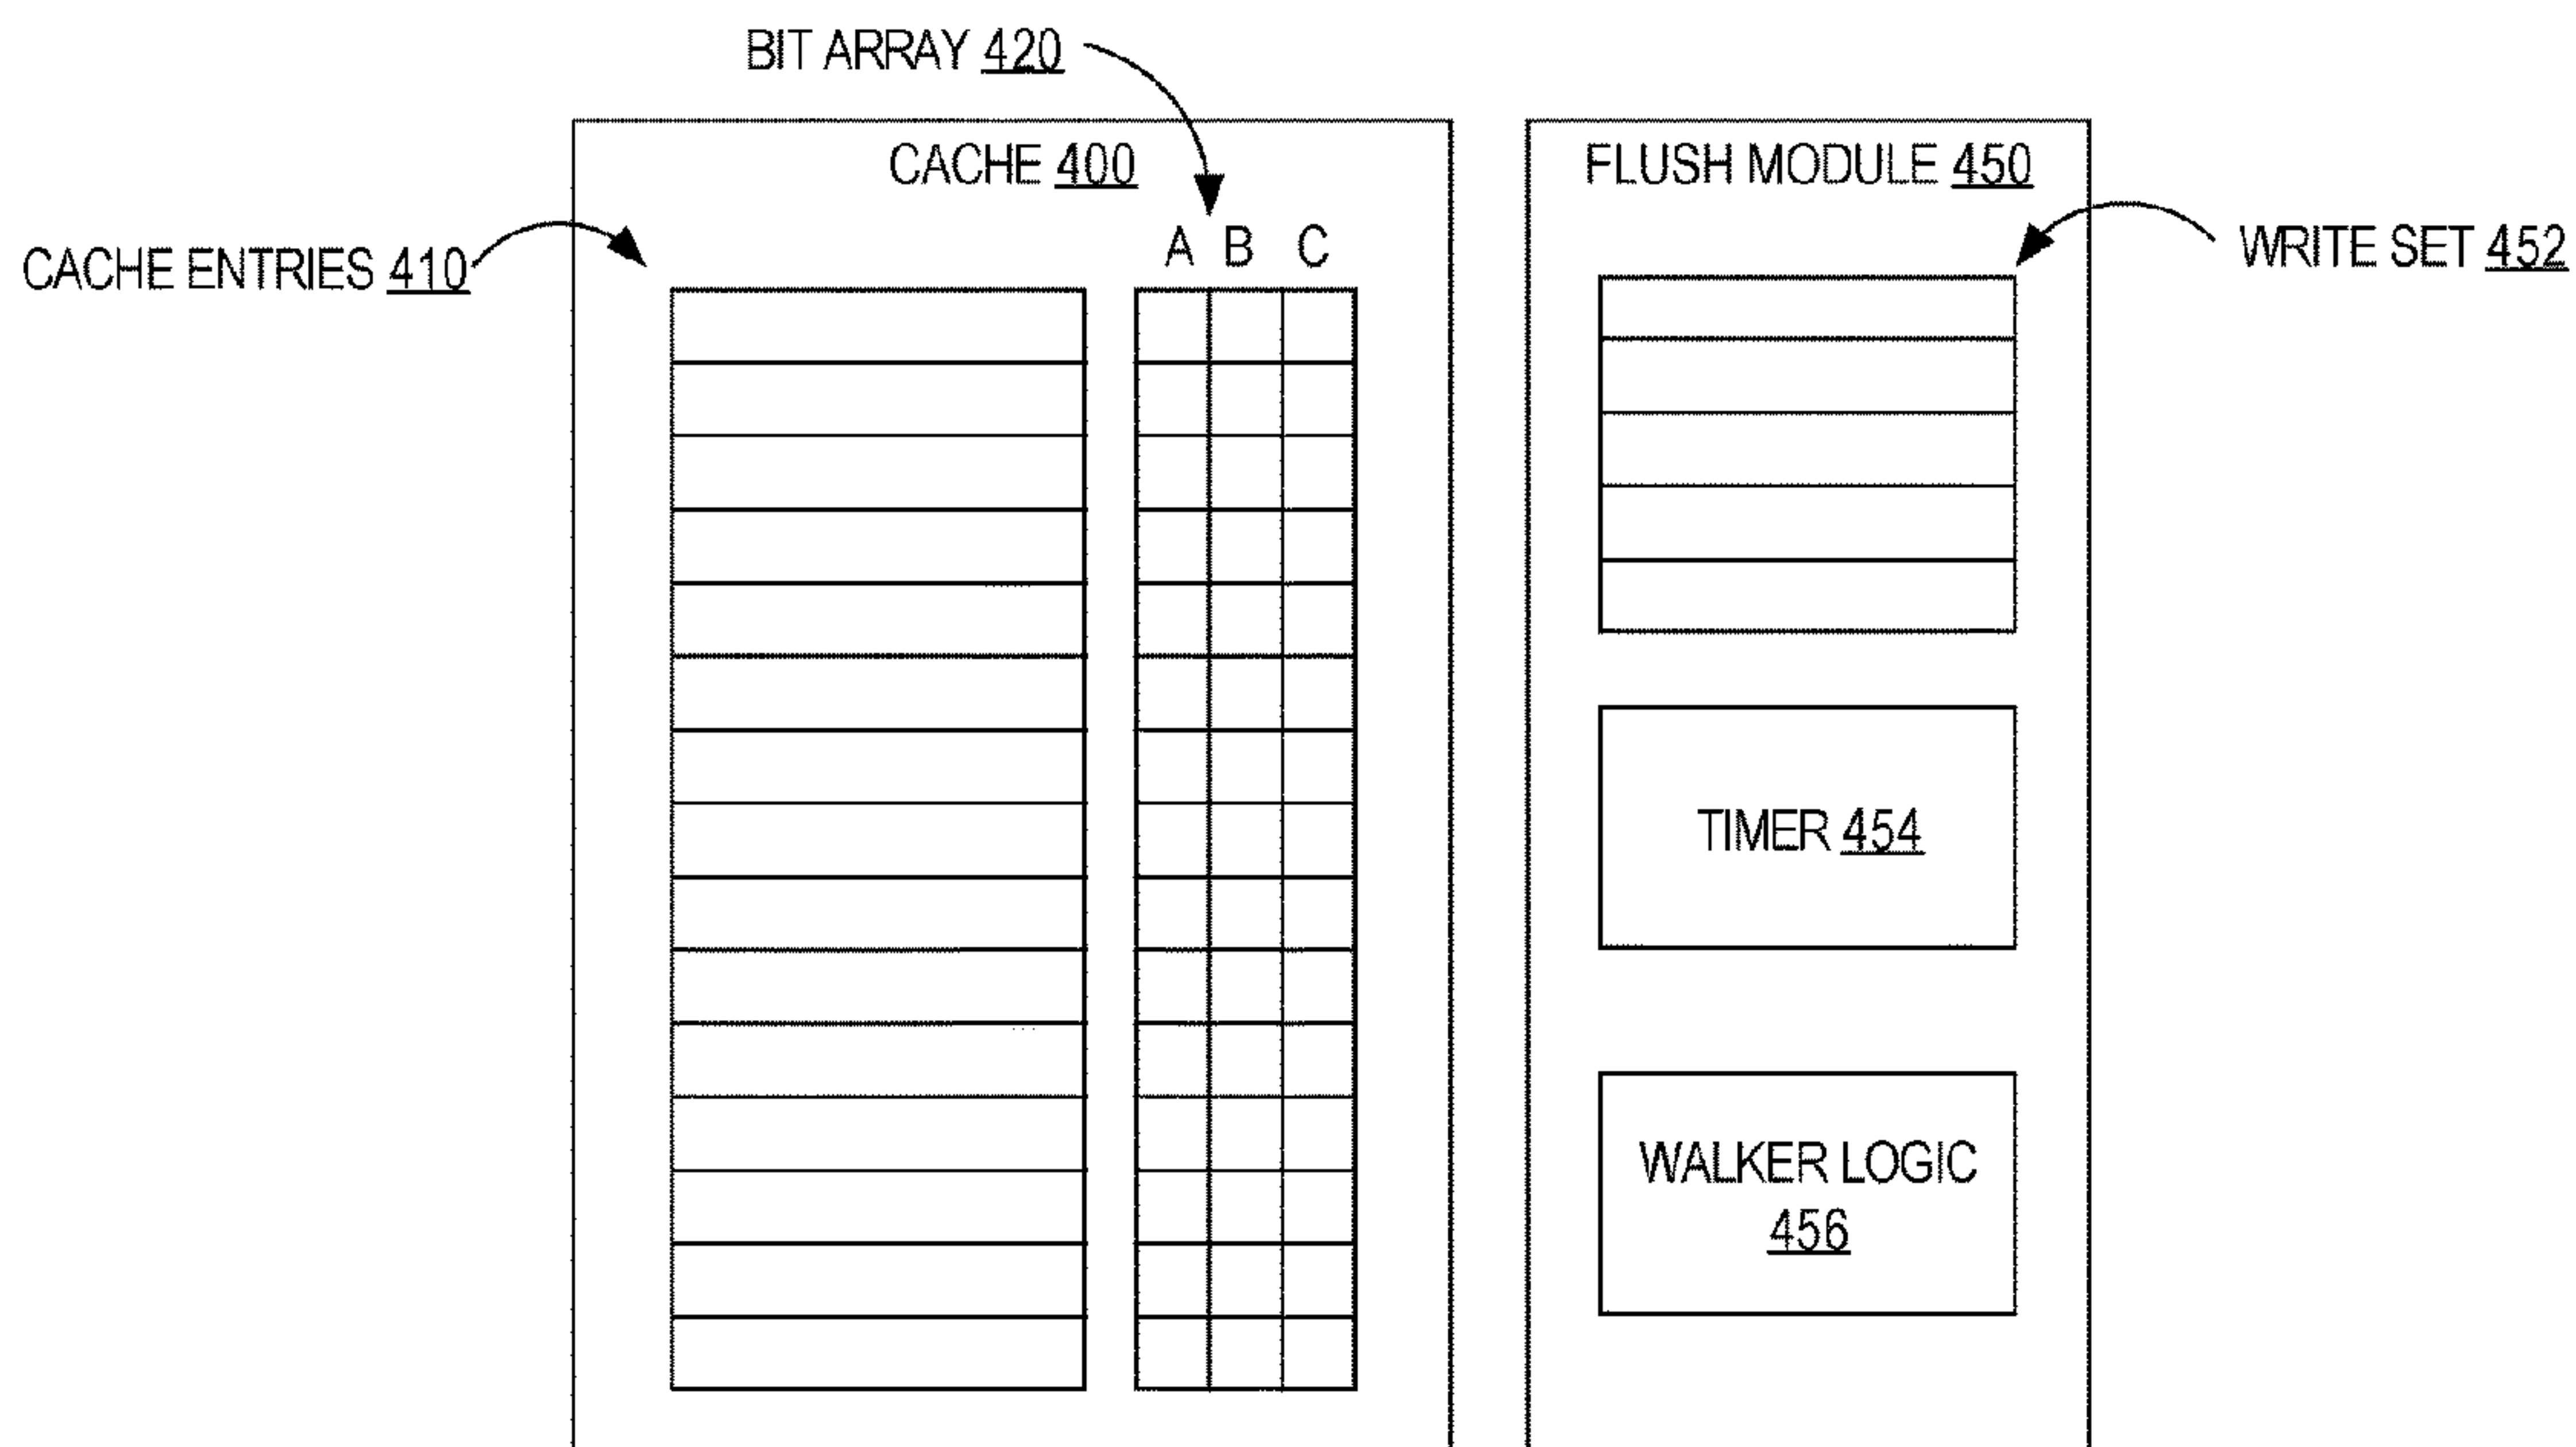 BIT ARRAY 420
CACHE 400
FLUSH MODULE 450
CACHE ENTRIES 410
A B C
WRITE SET 452
TIMER 454
WALKER LOGIC
456